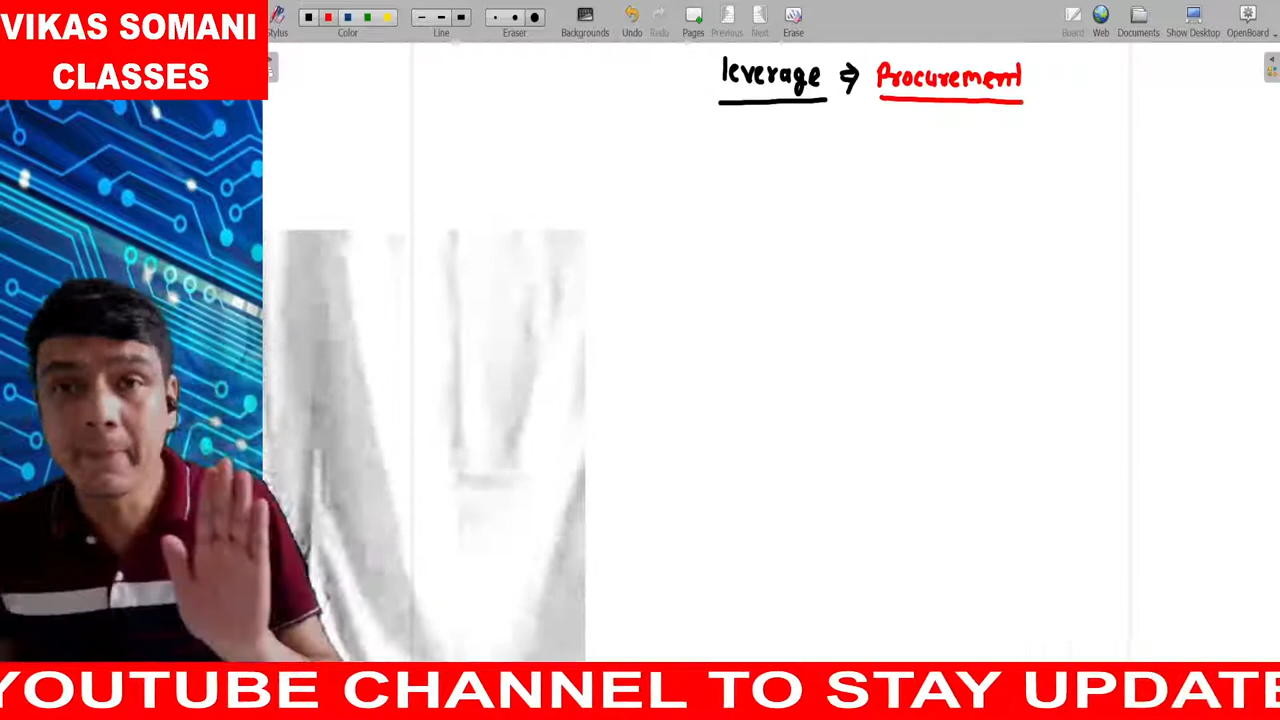 VIKAS SOMANI
CLASSES
Stylus
Color
Line
Eraser
Backgrounds
Undo
Redo
Pages
Previous
Next
Erase
Board
Web
Documents
Show Desktop
OpenBoard
leverage ⇒ Procurement
YOUTUBE CHANNEL TO STAY UPDATE